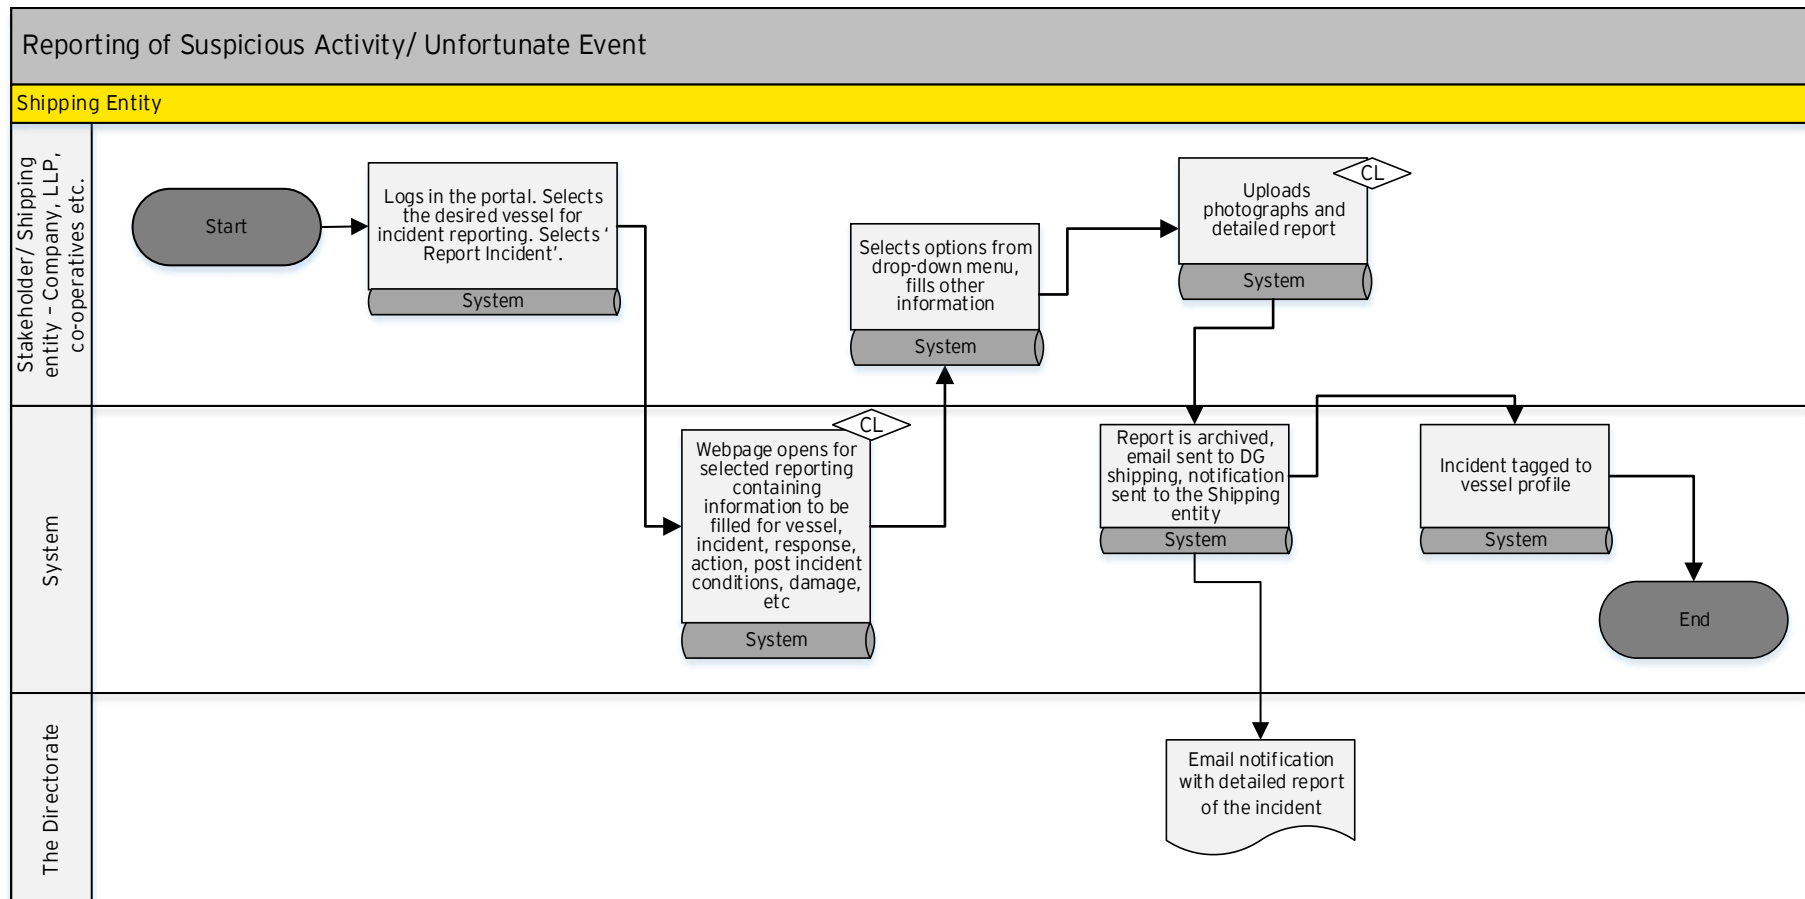 Reporting of Suspicious Activity/ Unfortunate Event
Shipping Entity
Stakeholder/ Shipping
entity – Company, LLP,
co-operatives etc.
Start
Logs in the portal. Selects
the desired vessel for
incident reporting. Selects ‘
Report Incident’.
System
Selects options from
drop-down menu,
fills other
information
System
CL
Uploads
photographs and
detailed report
System
System
CL
Webpage opens for
selected reporting
containing
information to be
filled for vessel,
incident, response,
action, post incident
conditions, damage,
etc
System
Report is archived,
email sent to DG
shipping, notification
sent to the Shipping
entity
System
Incident tagged to
vessel profile
System
End
The Directorate
Email notification
with detailed report
of the incident